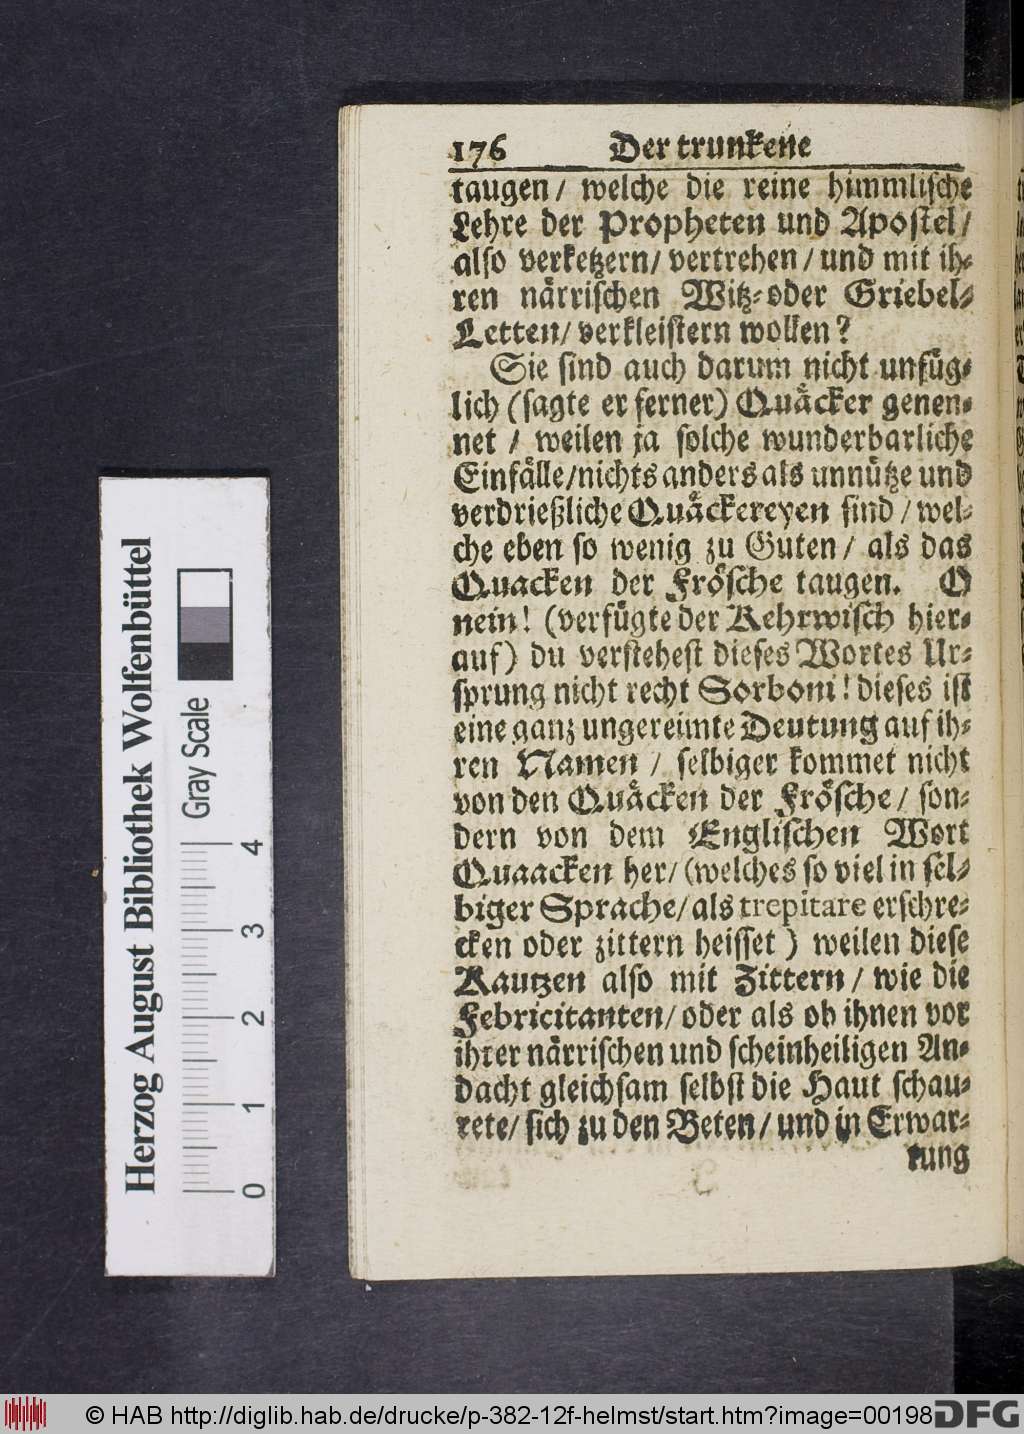 176 Der trunkene
taugen / welche die reine himmlische
Lehre der Propheten und Apostel /
also verketzern / vertrehen / und mit ih-
ren närrischen Witz- oder Griebel-
Letten / verkleistern wollen?
Sie sind auch darum nicht unfüg-
lich (sagte er ferner) Quäcker genen-
net / weilen ja solche wunderbarliche
Einfälle / nichts anders als unnütze und
verdrießliche Quäckereyen sind / wel-
che eben so wenig zu Guten / als das
Quacken der Frösche taugen. O
nein! (verfügte der Kehrwisch hier-
auf) du verstehest dieses Wortes Ur-
sprung nicht recht Sorboni! dieses ist
eine ganz ungereimte Deutung auf ih-
ren Namen / selbiger kommet nicht
von den Quäcken der Frösche / son-
dern von dem Englischen Wort
Quaacken her / (welches so viel in sel-
biger Sprache / als trepitare erschre-
cken oder zittern heisset) weilen diese
Kautzen also mit Zittern / wie die
Febricitanten / oder als ob ihnen vor
ihrer närrischen und scheinheiligen An-
dacht gleichsam selbst die Haut schau-
rete / sich zu den Beten / und in Erwar-
tung
Herzog August Bibliothek Wolfenbüttel
Gray Scale
0 1 2 3 4
© HAB http://diglib.hab.de/drucke/p-382-12f-helmst/start.htm?image=00198
DFG